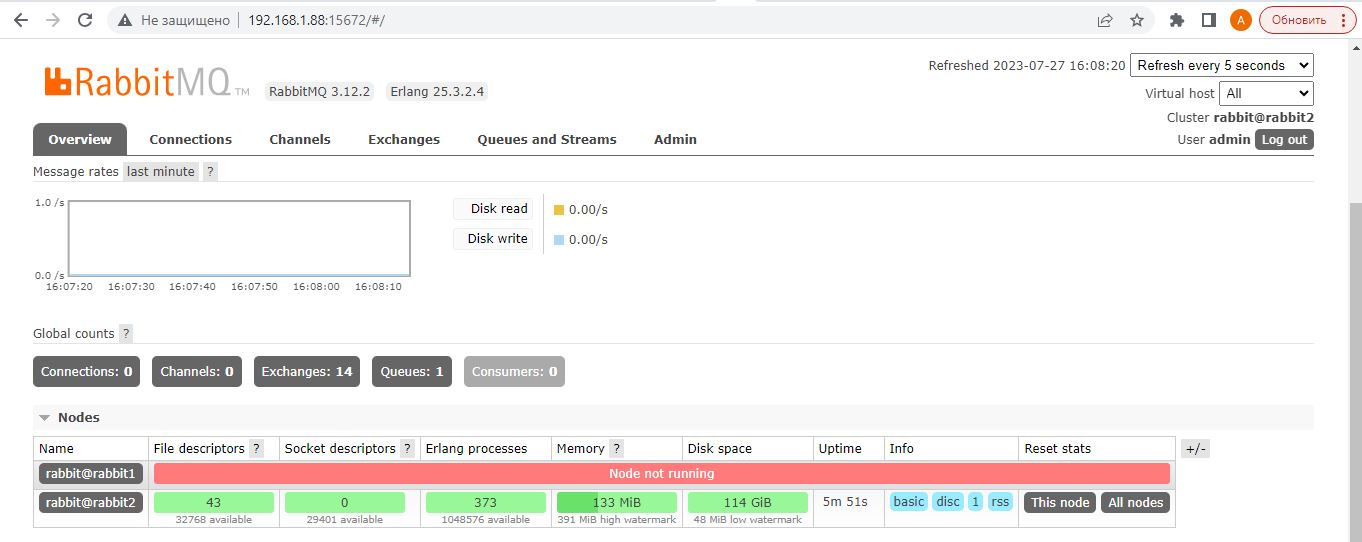 Не защищено | 192.168.1.88:15672/#/ A Обновить
RabbitMQ TM RabbitMQ 3.12.2 Erlang 25.3.2.4
Refreshed 2023-07-27 16:08:20 Refresh every 5 seconds
Virtual host All
Cluster rabbit@rabbit2
User admin Log out
Overview Connections Channels Exchanges Queues and Streams Admin
Message rates last minute ?
1.0 /s
0.0 /s
16:07:20 16:07:30 16:07:40 16:07:50 16:08:00 16:08:10
Disk read 0.00/s
Disk write 0.00/s
Global counts ?
Connections: 0 Channels: 0 Exchanges: 14 Queues: 1 Consumers: 0
Nodes
Name File descriptors ? Socket descriptors ? Erlang processes Memory ? Disk space Uptime Info Reset stats +/-
rabbit@rabbit1 Node not running
rabbit@rabbit2 43 0 373 133 MiB 114 GiB 5m 51s basic disc 1 rss This node All nodes
32768 available 29401 available 1048576 available 391 MiB high watermark 48 MiB low watermark